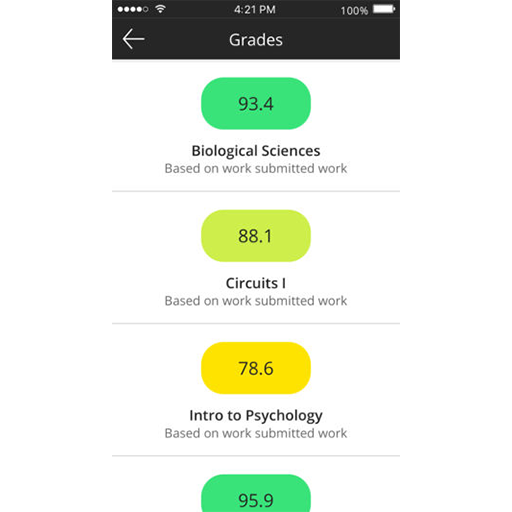 4:21 PM 100%
Grades
93.4
Biological Sciences
Based on work submitted work
88.1
Circuits I
Based on work submitted work
78.6
Intro to Psychology
Based on work submitted work
95.9